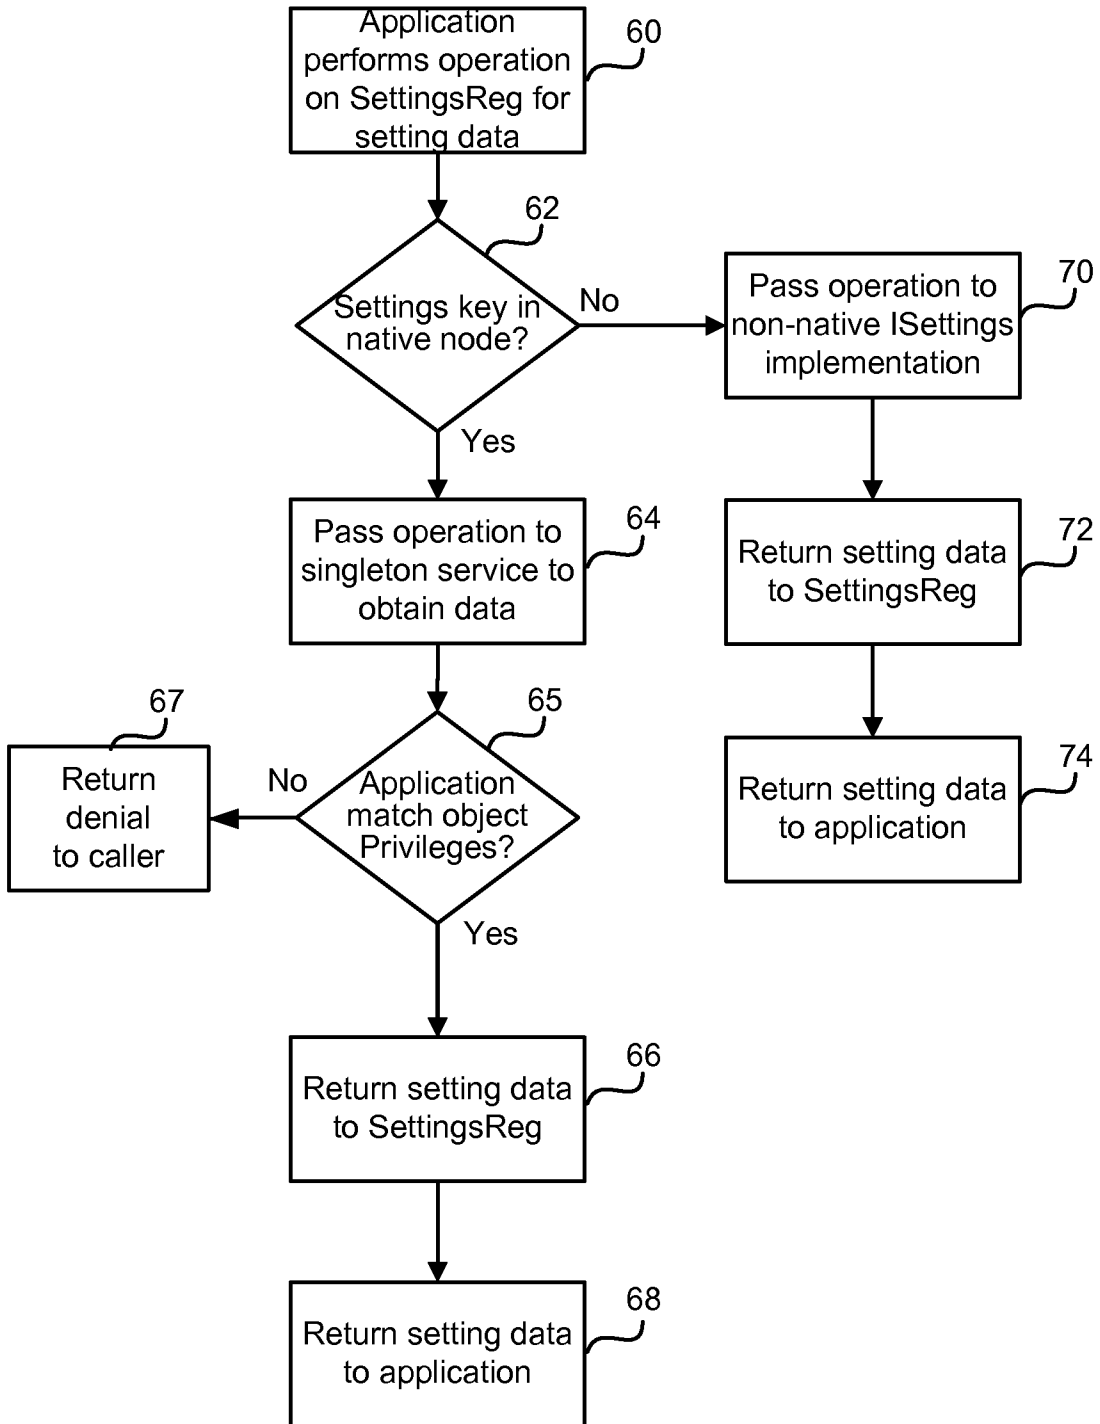 Application
performs operation
on SettingsReg for
setting data
60
62
Settings key in
native node?
No
Yes
Pass operation to
non-native ISettings
implementation
70
Pass operation to
singleton service to
obtain data
64
Return setting data
to SettingsReg
72
65
Application
match object
Privileges?
No
Yes
67
Return
denial
to caller
Return setting data
to application
74
Return setting data
to SettingsReg
66
Return setting data
to application
68